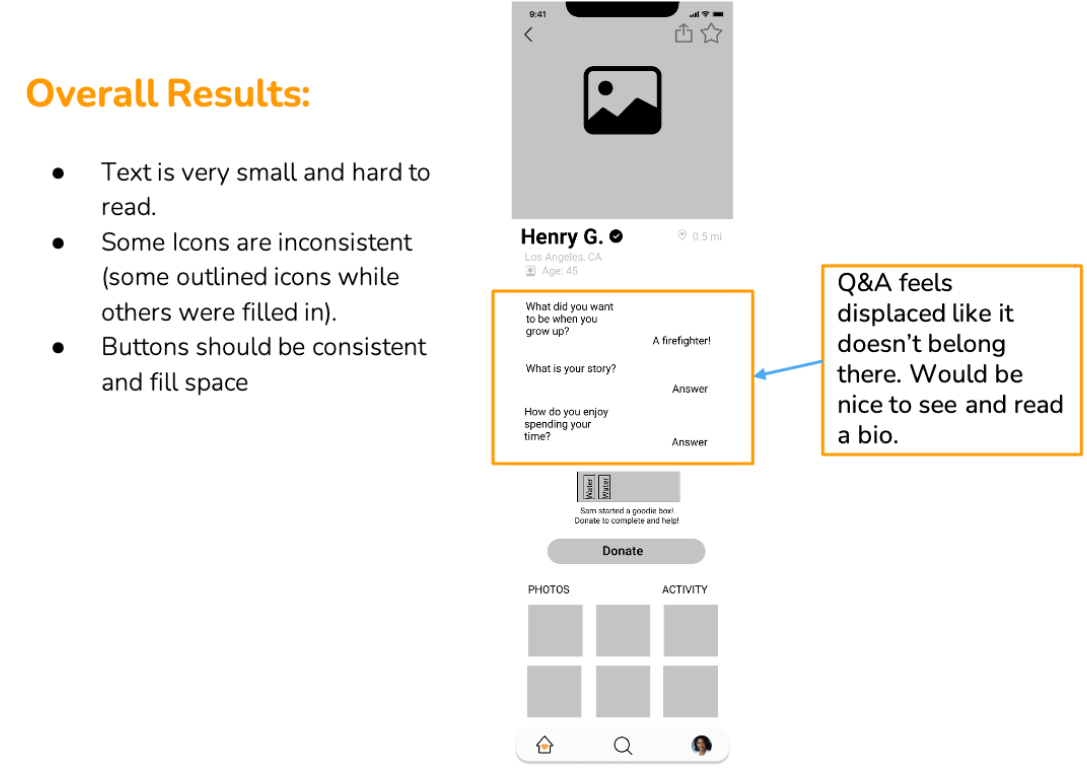 9:41
Overall Results:
● Text is very small and hard to
read.
● Some Icons are inconsistent
(some outlined icons while
others were filled in).
● Buttons should be consistent
and fill space
Henry G.
0.5 mi
Los Angeles, CA
Age: 45
What did you want
to be when you
grow up?
A firefighter!
What is your story?
Answer
How do you enjoy
spending your
time?
Answer
Q&A feels
displaced like it
doesn’t belong
there. Would be
nice to see and read
a bio.
Water
Water
Sam started a goodie box!
Donate to complete and help!
Donate
PHOTOS
ACTIVITY